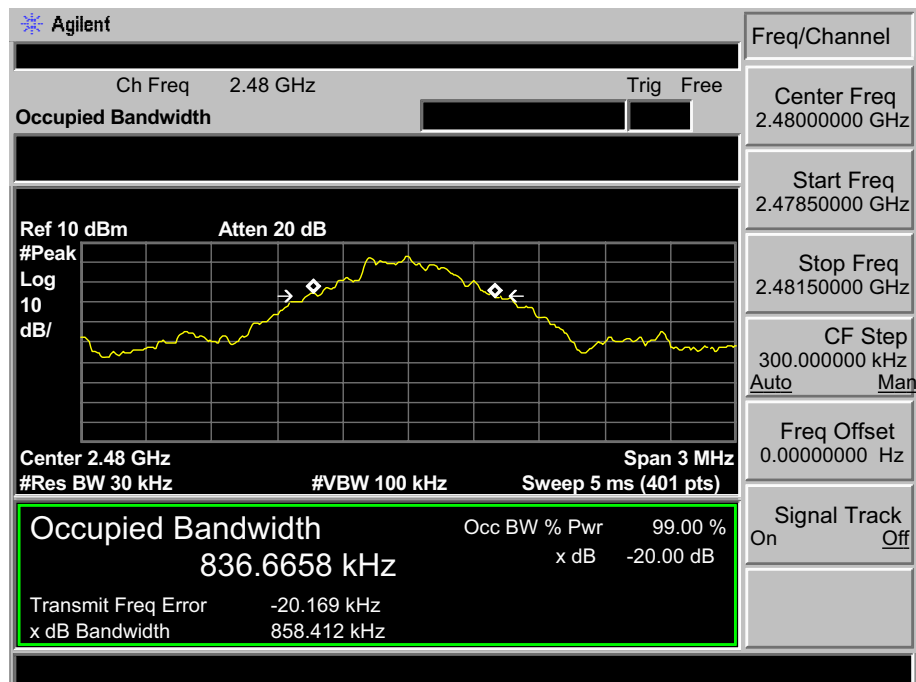 Agilent
Freq/Channel
Ch Freq 2.48 GHz Trig Free
Occupied Bandwidth
Center Freq
2.48000000 GHz
Start Freq
2.47850000 GHz
Stop Freq
2.48150000 GHz
CF Step
300.000000 kHz
Auto Man
Freq Offset
0.00000000 Hz
Signal Track
On Off
Ref 10 dBm Atten 20 dB
#Peak
Log
10
dB/
Center 2.48 GHz Span 3 MHz
#Res BW 30 kHz #VBW 100 kHz Sweep 5 ms (401 pts)
Occupied Bandwidth Occ BW % Pwr 99.00 %
836.6658 kHz x dB -20.00 dB
Transmit Freq Error -20.169 kHz
x dB Bandwidth 858.412 kHz